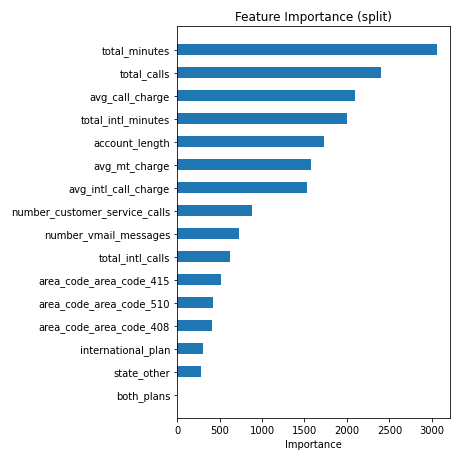 Feature Importance (split)
total_minutes
total_calls
avg_call_charge
total_intl_minutes
account_length
avg_mt_charge
avg_intl_call_charge
number_customer_service_calls
number_vmail_messages
total_intl_calls
area_code_area_code_415
area_code_area_code_510
area_code_area_code_408
international_plan
state_other
both_plans
0 500 1000 1500 2000 2500 3000
Importance